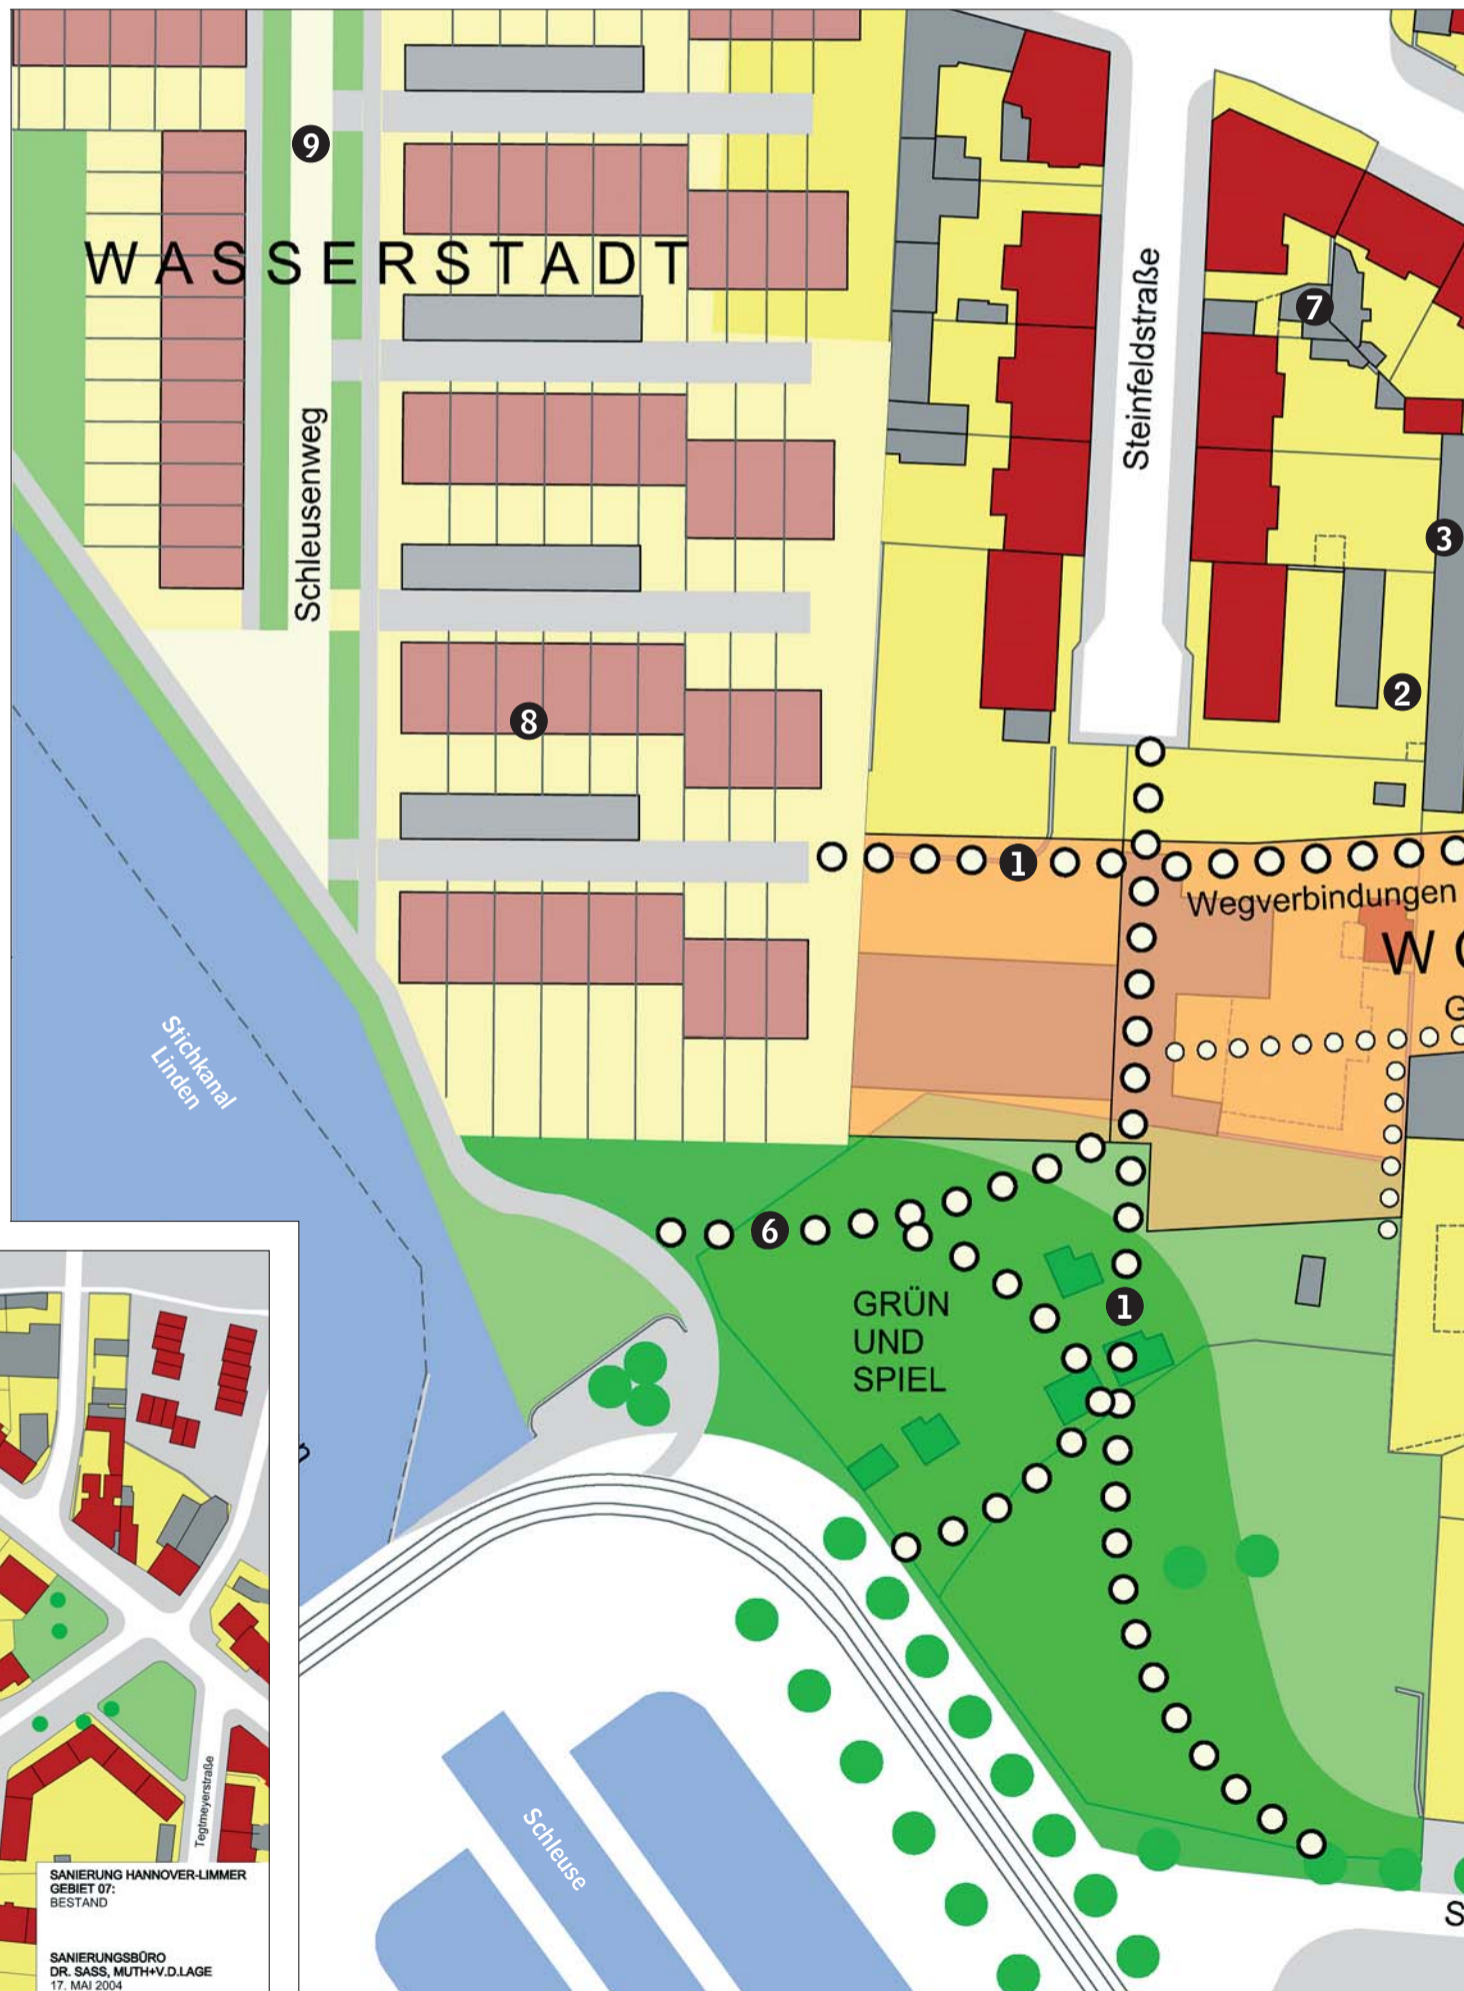 9
WASSERSTADT
Schleusenweg
Steinfeldstraße
7
3
2
8
1
Wegverbindungen
W
G
Stichkanal
Linden
6
GRÜN
UND
SPIEL
1
Schleuse
Tegtmeyerstraße
SANIERUNG HANNOVER-LIMMER
GEBIET 07:
BESTAND
SANIERUNGSBÜRO
DR. SASS, MUTH+V.D.LAGE
17. MAI 2004
S